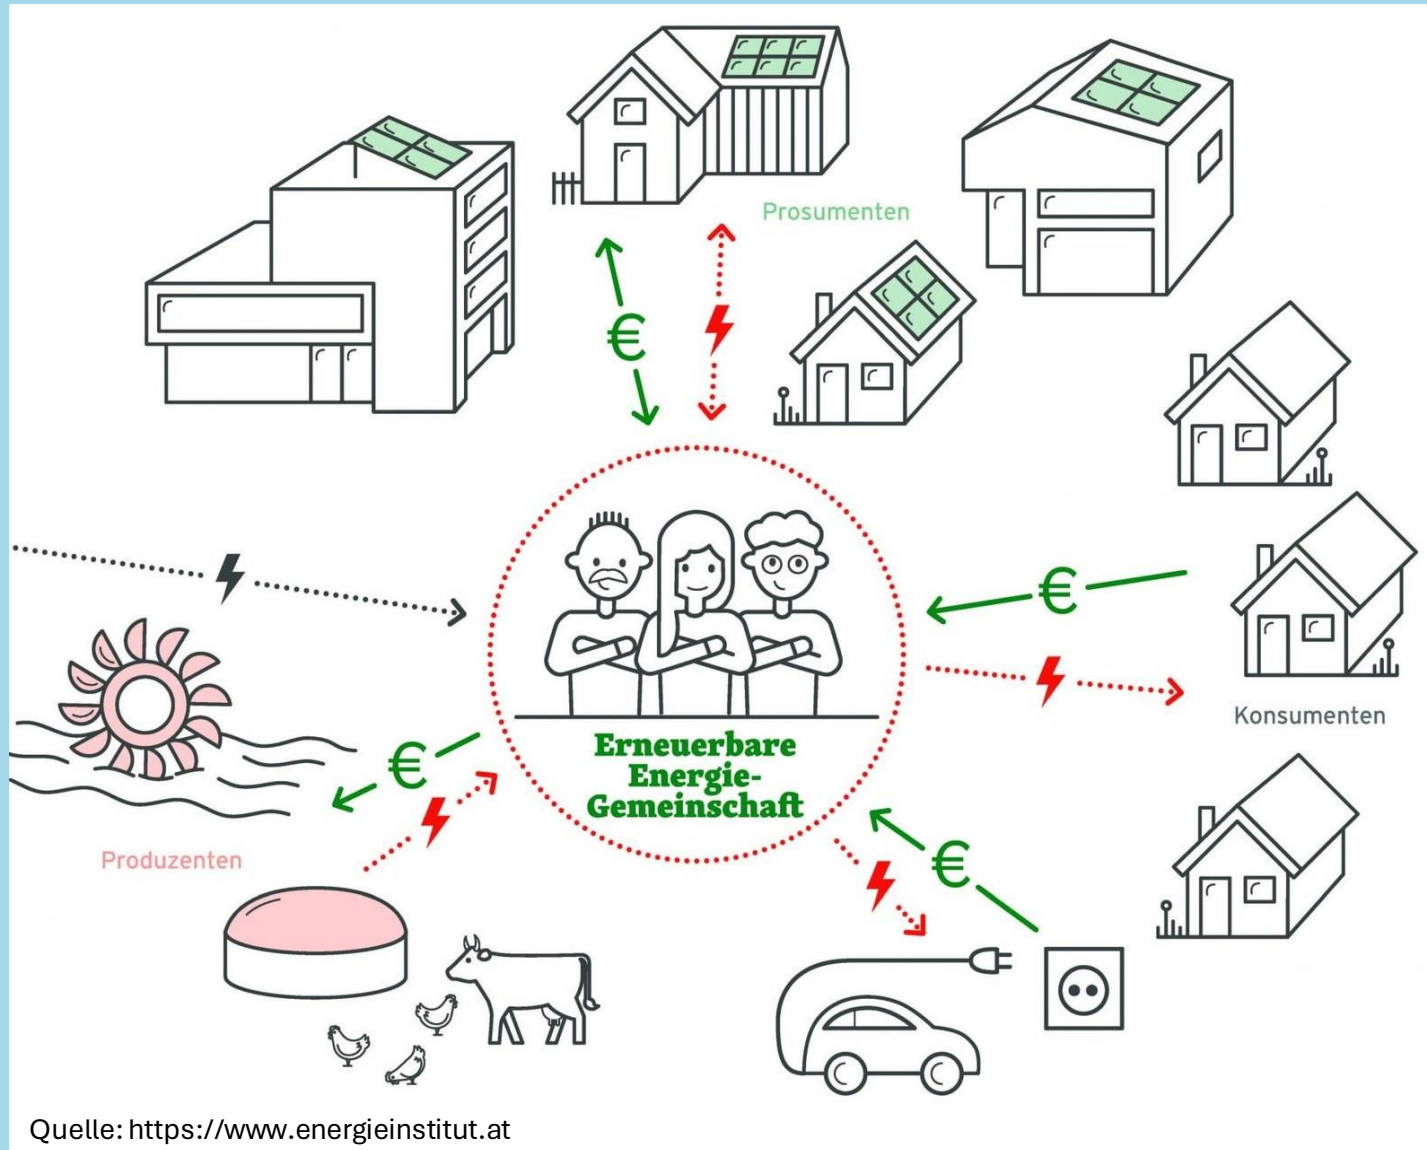 Prosumenten
€
€
Konsumenten
€
Erneuerbare
Energie-
Gemeinschaft
Produzenten
€
Quelle: https://www.energieinstitut.at